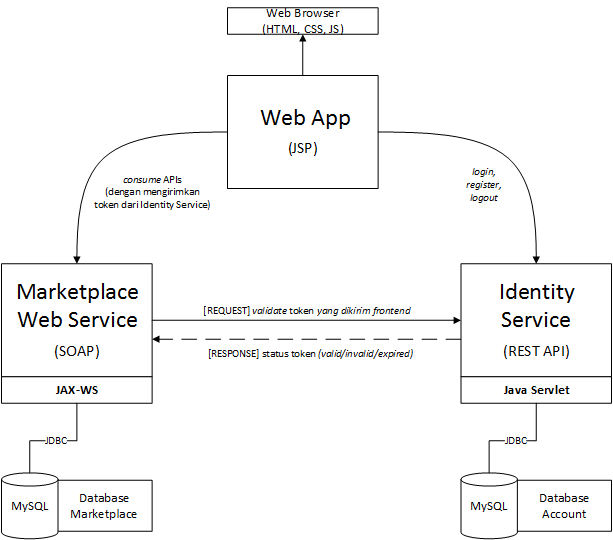 Web Browser
(HTML, CSS, JS)
Web App
(JSP)
consume APIs
(dengan mengirimkan
token dari Identity Service)
login,
register,
logout
Marketplace
Web Service
(SOAP)
JAX-WS
[REQUEST] validate token yang dikirim frontend
[RESPONSE] status token (valid/invalid/expired)
Identity
Service
(REST API)
Java Servlet
JDBC
MySQL
Database
Marketplace
JDBC
MySQL
Database
Account